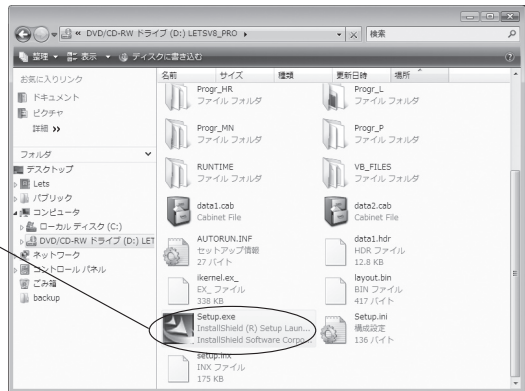 « DVD/CD-RW ドライブ (D:) LETSV8_PRO
検索
整理 表示 ディスクに書き込む
お気に入りリンク
ドキュメント
ピクチャ
詳細 »
フォルダ
デスクトップ
Lets
パブリック
コンピュータ
ローカル ディスク (C:)
DVD/CD-RW ドライブ (D:) LET
ネットワーク
コントロール パネル
ごみ箱
backup
名前 サイズ 種類 更新日時 場所
Progr_HR
ファイル フォルダ
Progr_L
ファイル フォルダ
Progr_MN
ファイル フォルダ
Progr_P
ファイル フォルダ
RUNTIME
ファイル フォルダ
VB_FILES
ファイル フォルダ
data1.cab
Cabinet File
data2.cab
Cabinet File
AUTORUN.INF
セットアップ情報
27 バイト
data1.hdr
HDR ファイル
12.8 KB
ikernel.ex_
EX_ ファイル
338 KB
layout.bin
BIN ファイル
417 バイト
Setup.exe
InstallShield (R) Setup Laun...
InstallShield Software Corpo...
Setup.ini
構成設定
136 バイト
setup.inx
INX ファイル
175 KB